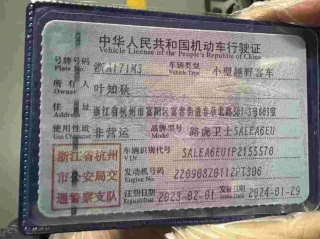 中华人民共和国机动车行驶证
Vehicle License of the People's Republic of China
号牌号码 浙A171M3 车辆类型 小型越野客车
Plate No. Vehicle Type
所有人 叶知秋
Owner
住址 浙江省杭州市富阳区富春街道春永北路
Address
使用性质 非营运 品牌型号 路虎卫士SALEA6EU
Use Character Model
浙江省杭州 车辆识别代号 SALEA6EU1P2155570
VIN
市公安局交 发动机号码
Engine No.
通警察支队 注册日期 2023-02-01 发证日期 2024-01-29